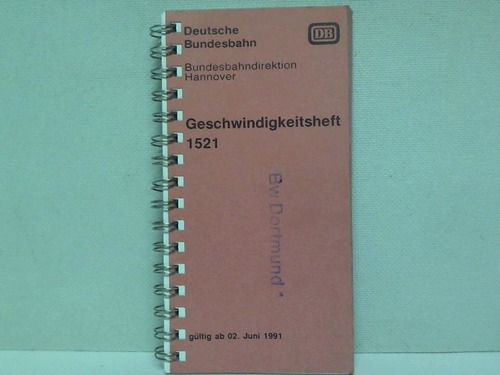 Deutsche
Bundesbahn
DB
Bundesbahndirektion
Hannover
Geschwindigkeitsheft
1521
Bw Dortmund
gültig ab 02. Juni 1991